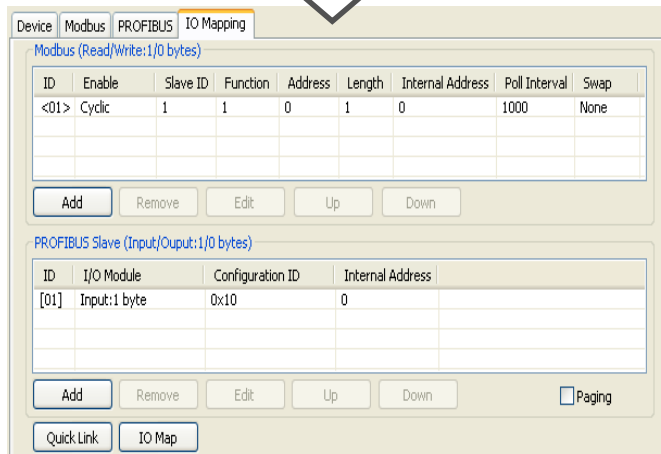 Device Modbus PROFIBUS IO Mapping
Modbus (Read/Write:1/0 bytes)
ID Enable Slave ID Function Address Length Internal Address Poll Interval Swap
<01> Cyclic 1 1 0 1 0 1000 None
Add Remove Edit Up Down
PROFIBUS Slave (Input/Ouput:1/0 bytes)
ID I/O Module Configuration ID Internal Address
[01] Input:1 byte 0x10 0
Add Remove Edit Up Down Paging
Quick Link IO Map